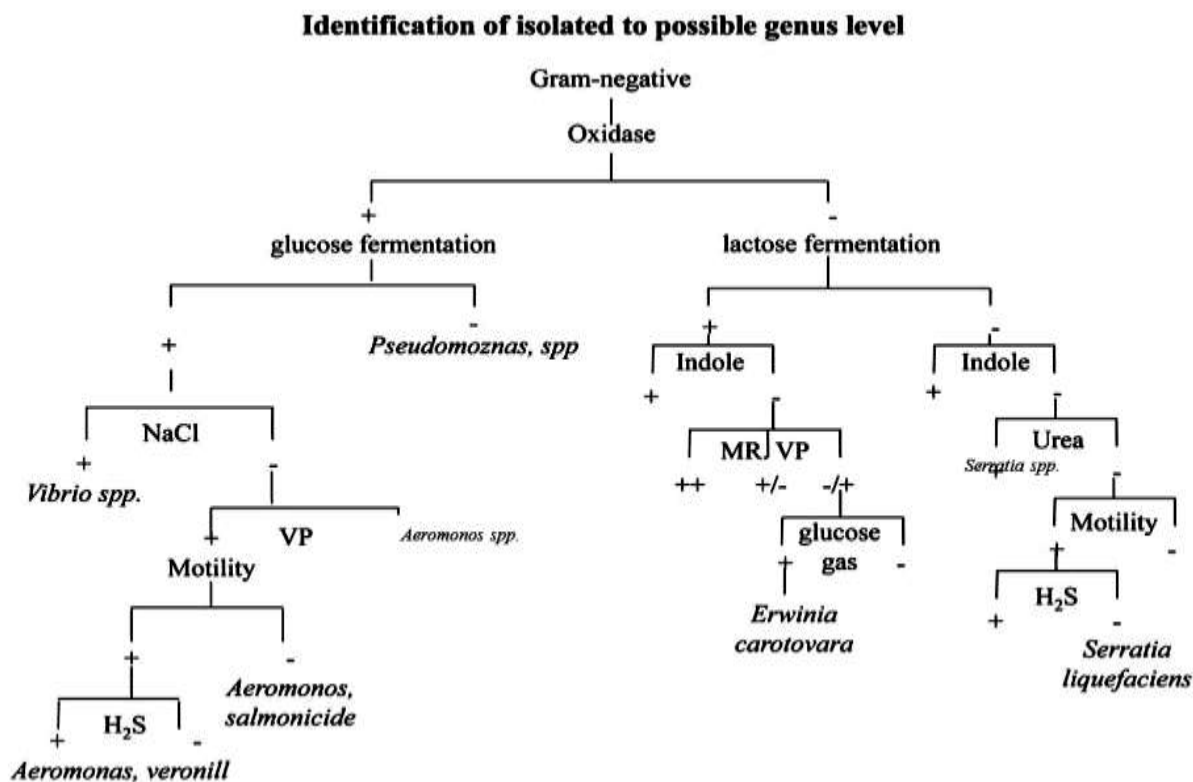 Identification of isolated to possible genus level
Gram-negative
Oxidase
+ -
glucose fermentation lactose fermentation
+ - + -
Pseudomoznas, spp
Indole Indole
+ - + -
NaCl MR VP Urea
+ - ++ +/- -/+ + -
Vibrio spp. Serratia spp.
+ VP Aeromonos spp.
glucose gas
+ -
Motility
+ -
Motility
+ -
Erwinia carotovara
H₂S
+ -
Aeromonos, salmonicide
Serratia liquefaciens
H₂S
+ -
Aeromonas, veronill